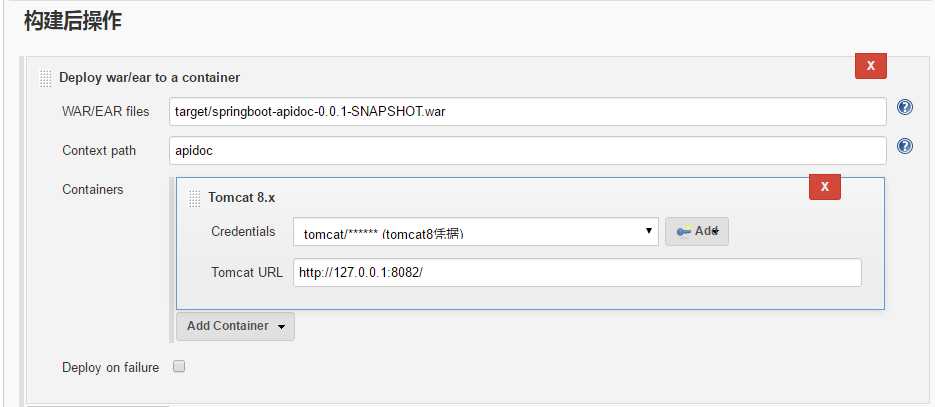 构建后操作
X
Deploy war/ear to a container
WAR/EAR files target/springboot-apidoc-0.0.1-SNAPSHOT.war ?
Context path apidoc ?
Containers
X
Tomcat 8.x
Credentials tomcat/****** (tomcat8凭据) Add
Tomcat URL http://127.0.0.1:8082/
Add Container
Deploy on failure